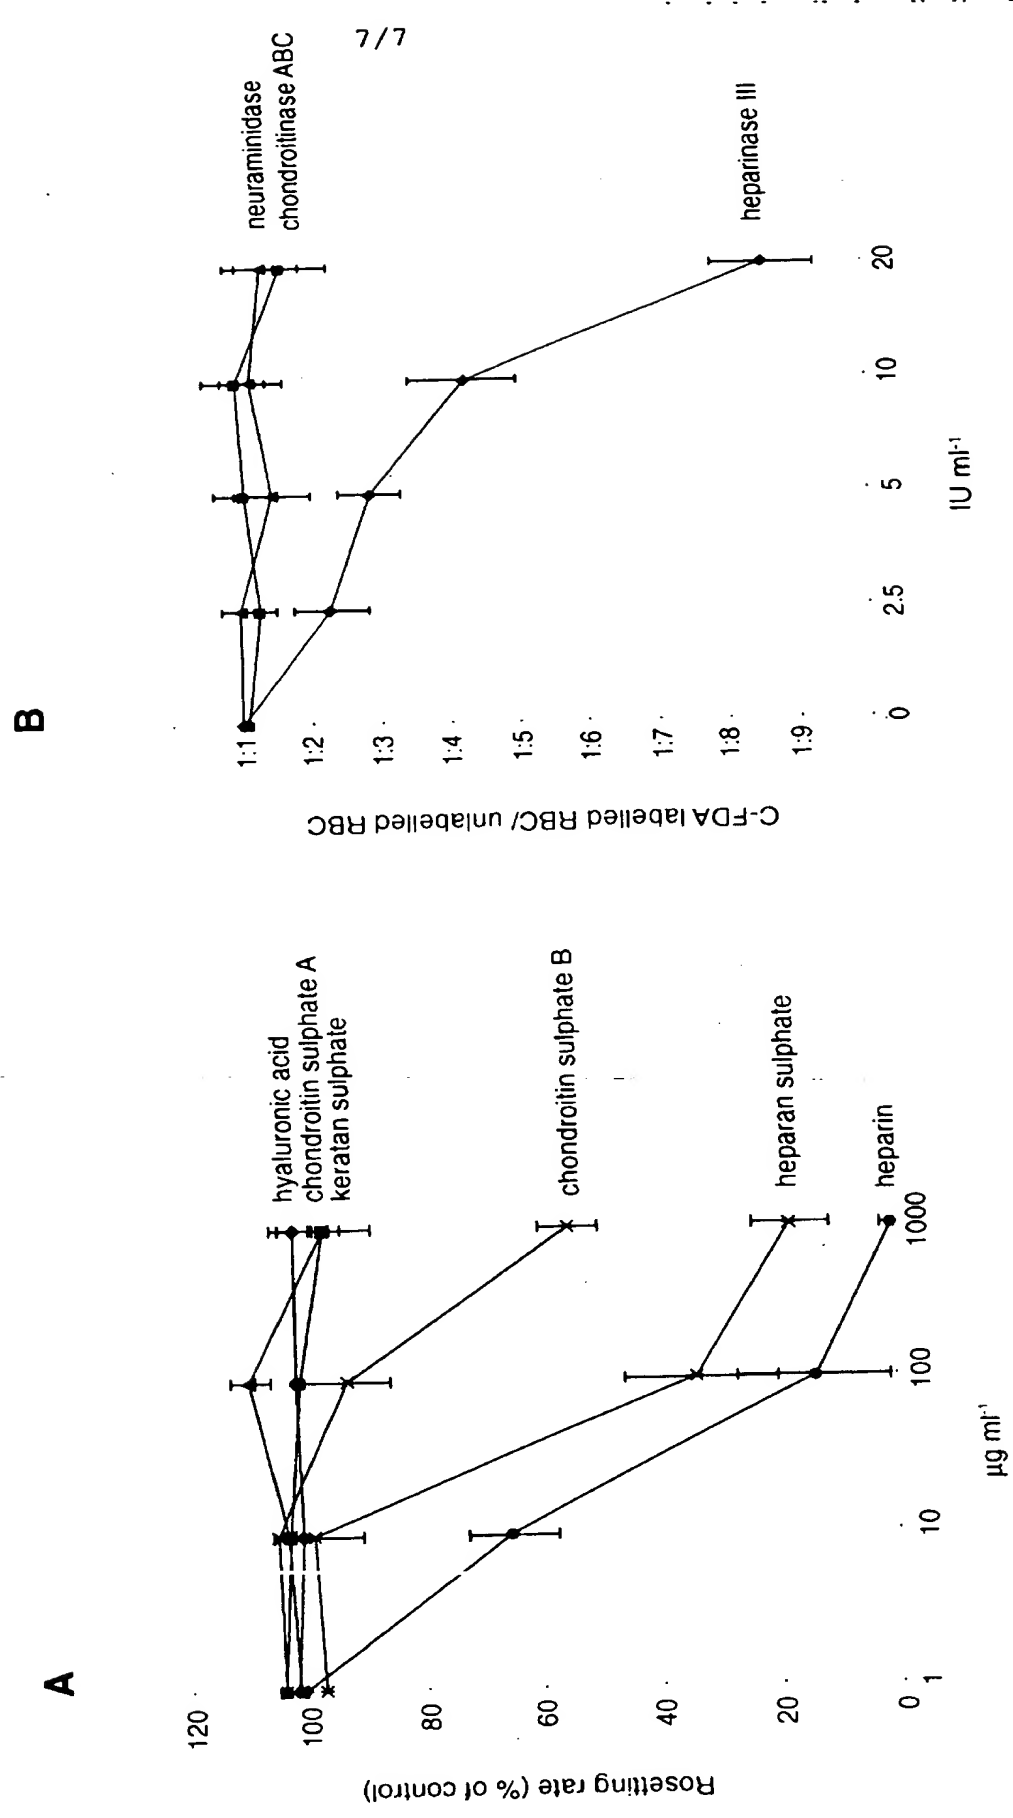 7/7
A
Rosetting rate (% of control)
120
100
80
60
40
20
0
1
10
100
1000
µg ml⁻¹
hyaluronic acid
chondroitin sulphate A
keratan sulphate
chondroitin sulphate B
heparan sulphate
heparin
B
C-FDA labelled RBC/ unlabelled RBC
1:1
1:2
1:3
1:4
1:5
1:6
1:7
1:8
1:9
0
2.5
5
10
20
IU ml⁻¹
neuraminidase
chondroitinase ABC
heparinase III